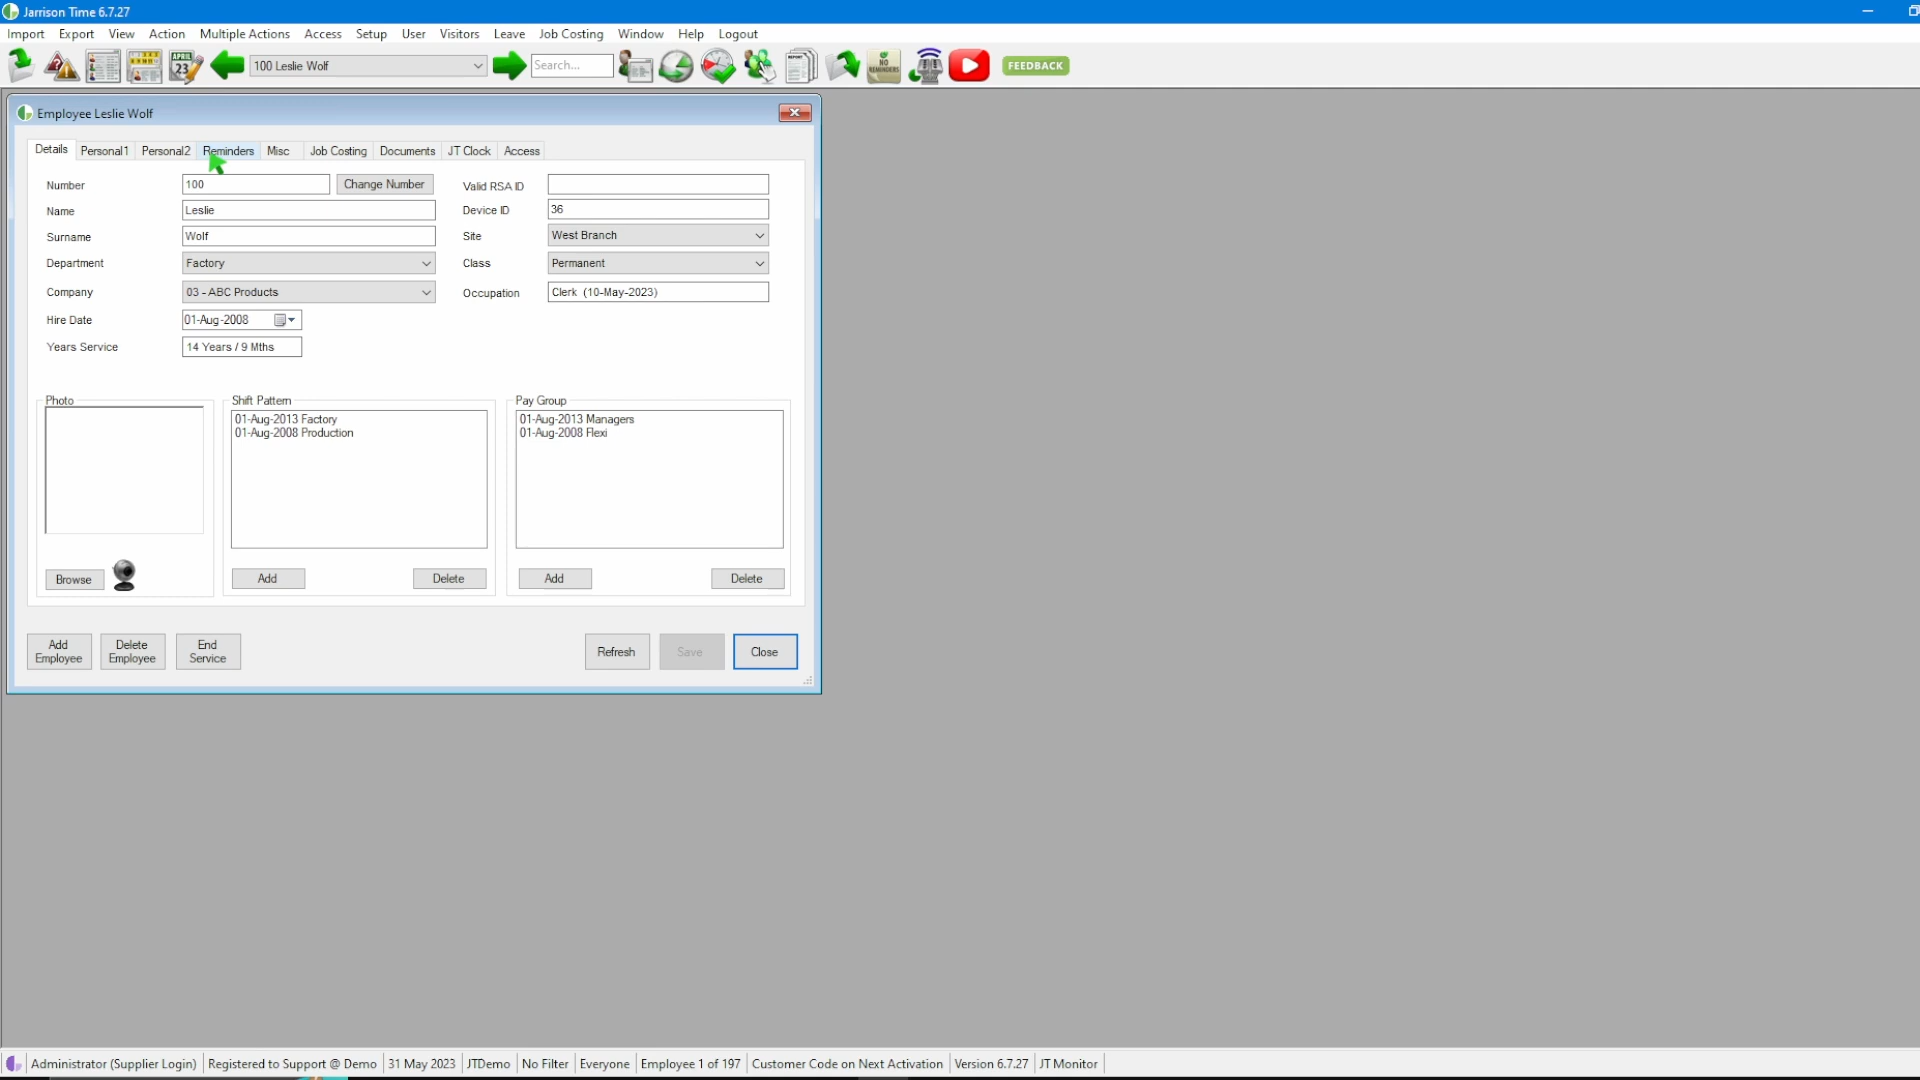 Jarrison Time 6.7.27
Import Export View Action Multiple Actions Access Setup User Visitors Leave Job Costing Window Help Logout
APRIL 23 100 Leslie Wolf Search... REPORT NO REMINDERS FEEDBACK
Employee Leslie Wolf
Details Personal1 Personal2 Reminders Misc Job Costing Documents JT Clock Access
Number 100 Change Number Valid RSA ID
Name Leslie Device ID 36
Surname Wolf Site West Branch
Department Factory Class Permanent
Company 03 - ABC Products Occupation Clerk (10-May-2023)
Hire Date 01-Aug-2008
Years Service 14 Years / 9 Mths
Photo Shift Pattern Pay Group
01-Aug-2013 Factory 01-Aug-2013 Managers
01-Aug-2008 Production 01-Aug-2008 Flexi
Browse Add Delete Add Delete
Add Employee Delete Employee End Service Refresh Save Close
Administrator (Supplier Login) Registered to Support @ Demo 31 May 2023 JTDemo No Filter Everyone Employee 1 of 197 Customer Code on Next Activation Version 6.7.27 JT Monitor